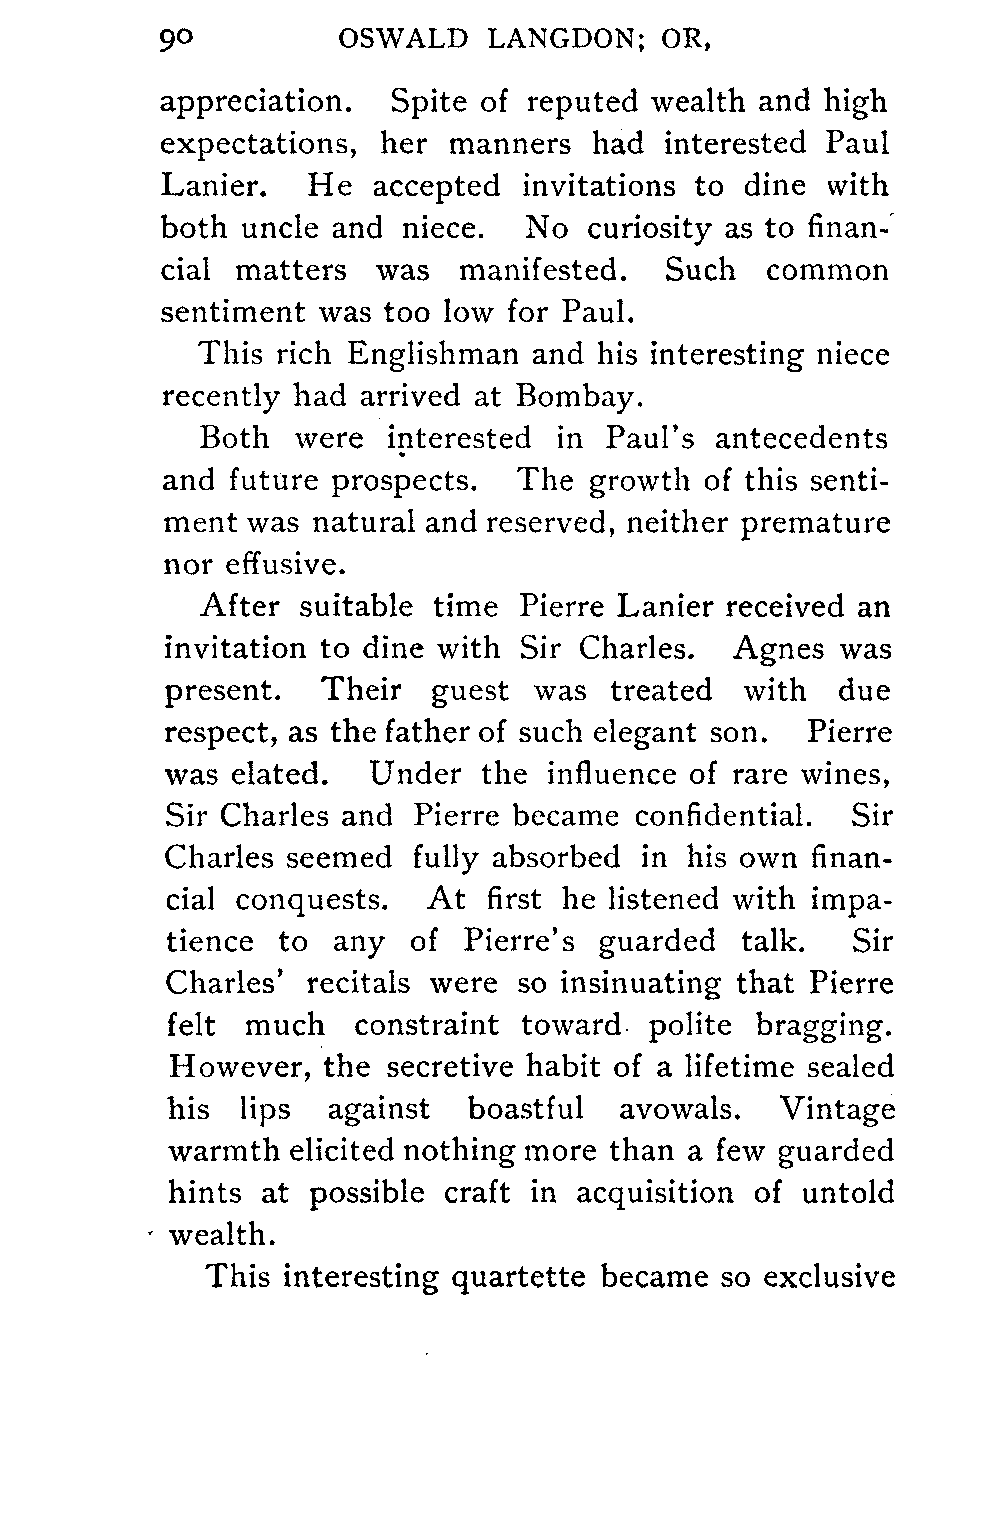 90 OSWALD LANGDON; OR,
appreciation. Spite of reputed wealth and high
expectations, her manners had interested Paul
Lanier. He accepted invitations to dine with
both uncle and niece. No curiosity as to finan-
cial matters was manifested. Such common
sentiment was too low for Paul.
This rich Englishman and his interesting niece
recently had arrived at Bombay.
Both were interested in Paul's antecedents
and future prospects. The growth of this senti-
ment was natural and reserved, neither premature
nor effusive.
After suitable time Pierre Lanier received an
invitation to dine with Sir Charles. Agnes was
present. Their guest was treated with due
respect, as the father of such elegant son. Pierre
was elated. Under the influence of rare wines,
Sir Charles and Pierre became confidential. Sir
Charles seemed fully absorbed in his own finan-
cial conquests. At first he listened with impa-
tience to any of Pierre's guarded talk. Sir
Charles' recitals were so insinuating that Pierre
felt much constraint toward polite bragging.
However, the secretive habit of a lifetime sealed
his lips against boastful avowals. Vintage
warmth elicited nothing more than a few guarded
hints at possible craft in acquisition of untold
wealth.
This interesting quartette became so exclusive